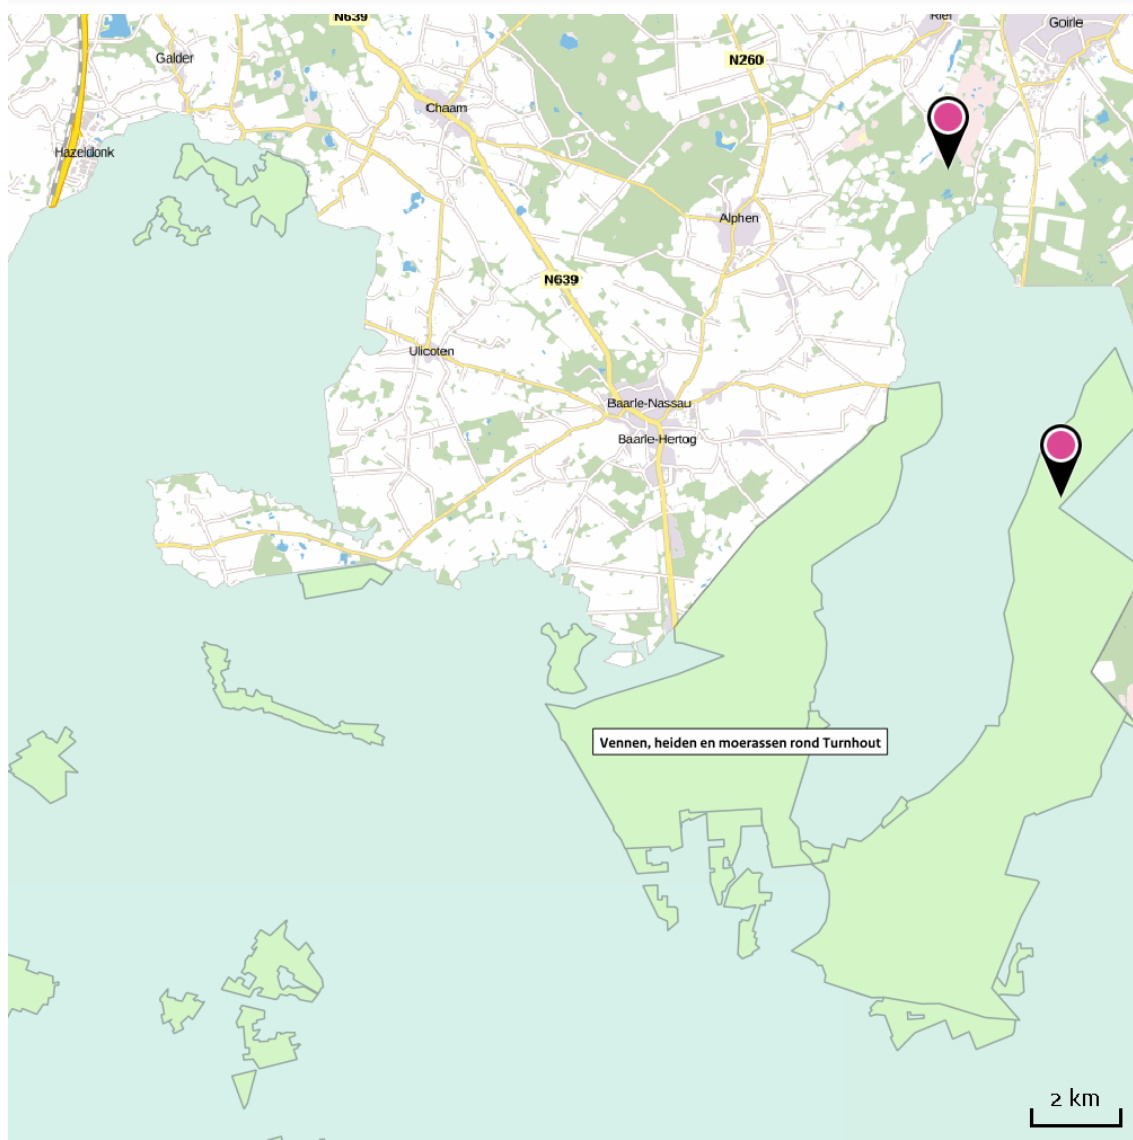 N639
Riel
Goirle
Galder
N260
Chaam
Hazeldonk
Alphen
N639
Ulicoten
Baarle-Nassau
Baarle-Hertog
Vennen, heiden en moerassen rond Turnhout
2 km